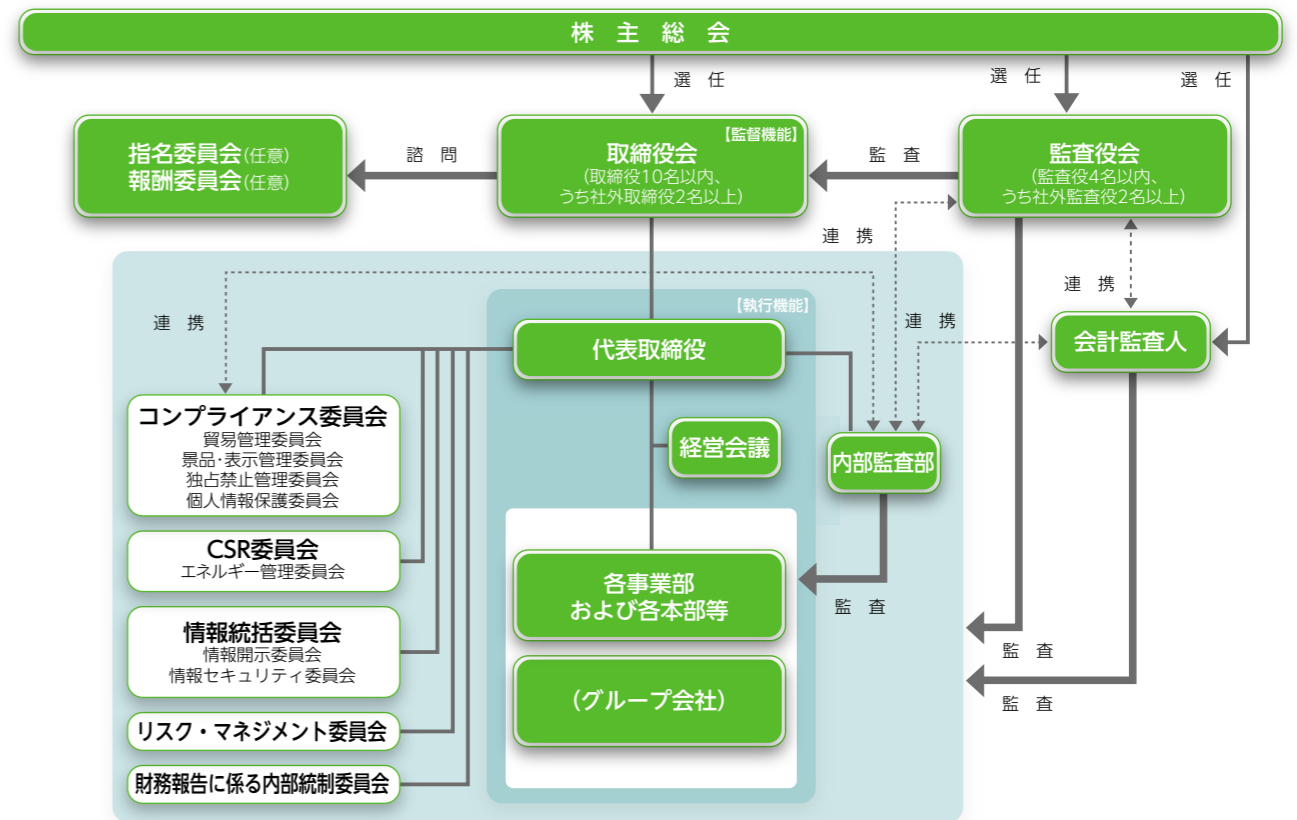 株 主 総 会
選 任
選 任
選 任
指名委員会(任意)
報酬委員会(任意)
諮 問
【監督機能】
取締役会
(取締役10名以内、
うち社外取締役2名以上)
監 査
監査役会
(監査役4名以内、
うち社外監査役2名以上)
連 携
連 携
連 携
連 携
【執行機能】
代表取締役
会計監査人
コンプライアンス委員会
貿易管理委員会
景品・表示管理委員会
独占禁止管理委員会
個人情報保護委員会
経営会議
内部監査部
CSR委員会
エネルギー管理委員会
各事業部
および各本部等
監 査
情報統括委員会
情報開示委員会
情報セキュリティ委員会
監 査
(グループ会社)
監 査
リスク・マネジメント委員会
財務報告に係る内部統制委員会